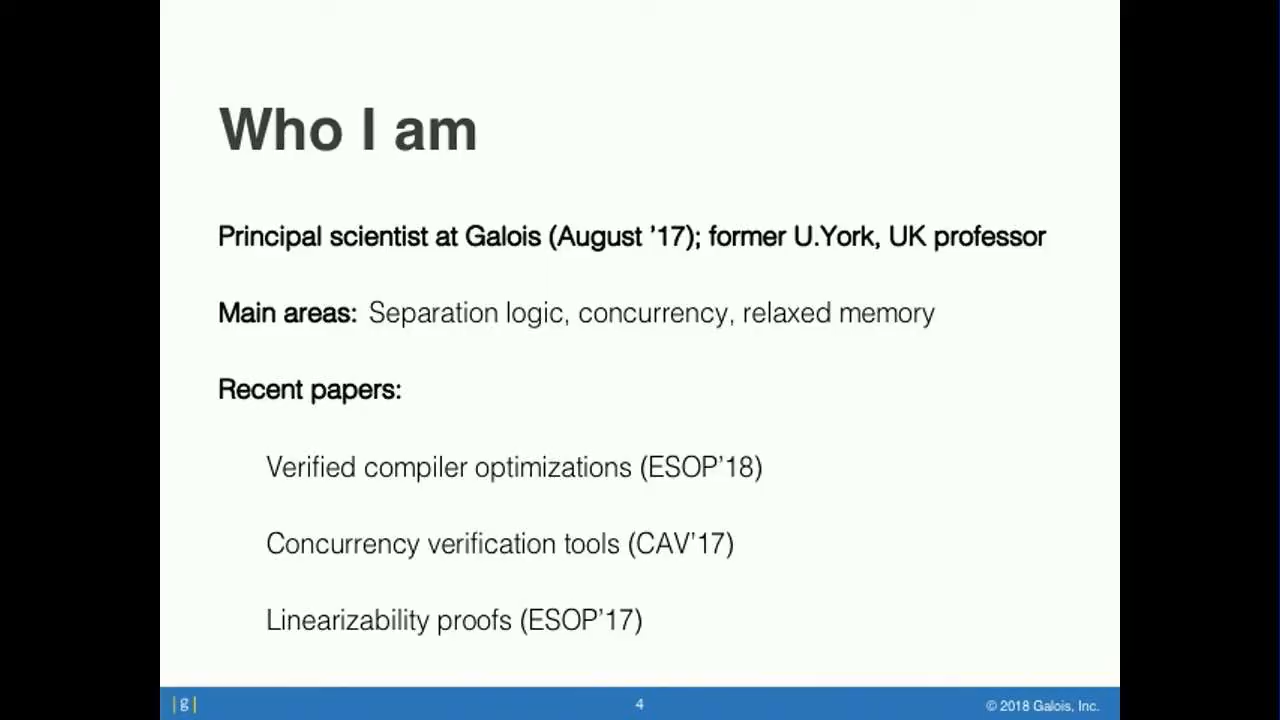 Who I am
Principal scientist at Galois (August ’17); former U.York, UK professor
Main areas: Separation logic, concurrency, relaxed memory
Recent papers:
Verified compiler optimizations (ESOP’18)
Concurrency verification tools (CAV’17)
Linearizability proofs (ESOP’17)
|g|
4
© 2018 Galois, Inc.